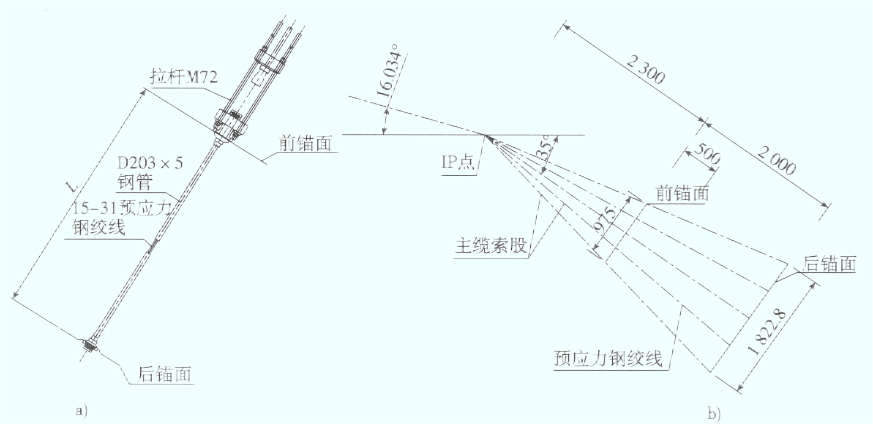 拉杆M72
前锚面
D203×5
钢管
15-31预应力
钢绞线
L
后锚面
a)
16.034°
2 300
2 000
500
IP点
35°
前锚面
975
主缆索股
后锚面
1 822.8
预应力钢绞线
b)